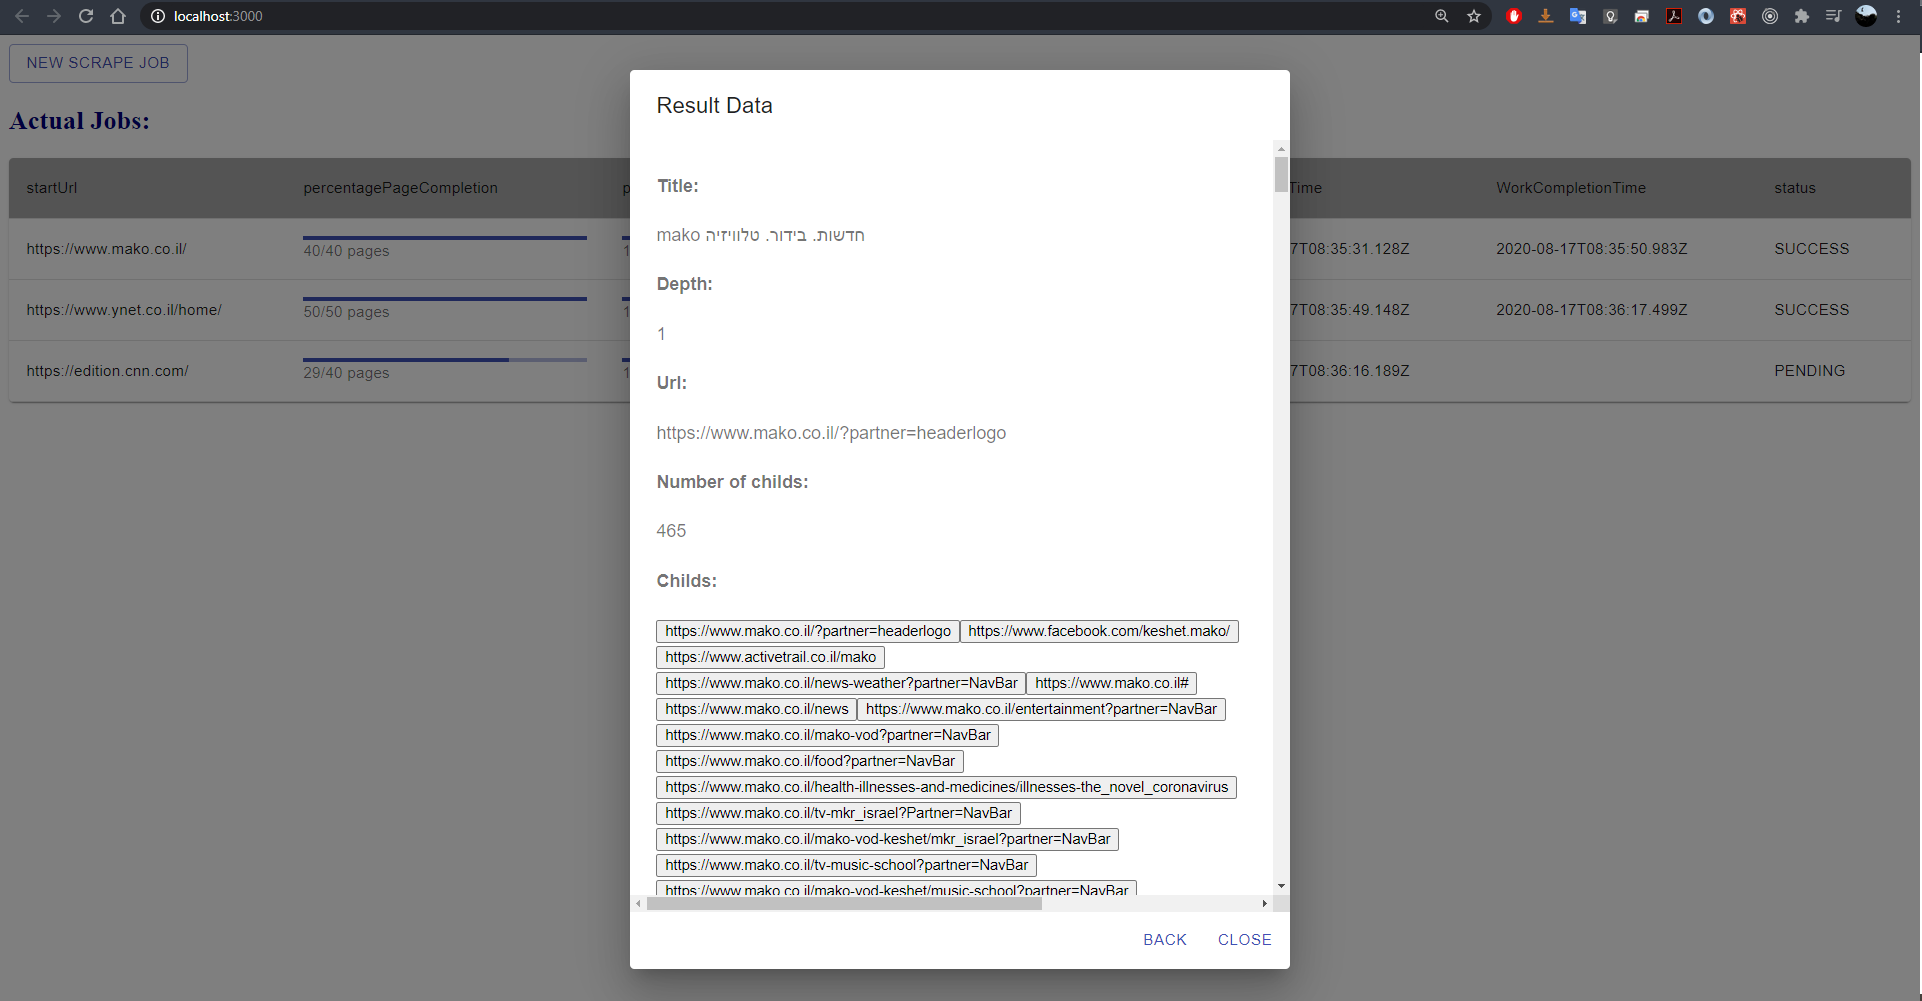 localhost:3000
NEW SCRAPE JOB
Actual Jobs:
startUrl percentagePageCompletion p Time WorkCompletionTime status
https://www.mako.co.il/ 40/40 pages 1 7T08:35:31.128Z 2020-08-17T08:35:50.983Z SUCCESS
https://www.ynet.co.il/home/ 50/50 pages 1 7T08:35:49.148Z 2020-08-17T08:36:17.499Z SUCCESS
https://edition.cnn.com/ 29/40 pages 1 7T08:36:16.189Z PENDING
Result Data
Title:
mako חדשות. בידור. טלוויזיה
Depth:
1
Url:
https://www.mako.co.il/?partner=headerlogo
Number of childs:
465
Childs:
https://www.mako.co.il/?partner=headerlogo https://www.facebook.com/keshet.mako/
https://www.activetrail.co.il/mako
https://www.mako.co.il/news-weather?partner=NavBar https://www.mako.co.il#
https://www.mako.co.il/news https://www.mako.co.il/entertainment?partner=NavBar
https://www.mako.co.il/mako-vod?partner=NavBar
https://www.mako.co.il/food?partner=NavBar
https://www.mako.co.il/health-illnesses-and-medicines/illnesses-the_novel_coronavirus
https://www.mako.co.il/tv-mkr_israel?Partner=NavBar
https://www.mako.co.il/mako-vod-keshet/mkr_israel?partner=NavBar
https://www.mako.co.il/tv-music-school?partner=NavBar
https://www.mako.co.il/mako-vod-keshet/music-school?partner=NavBar
BACK CLOSE